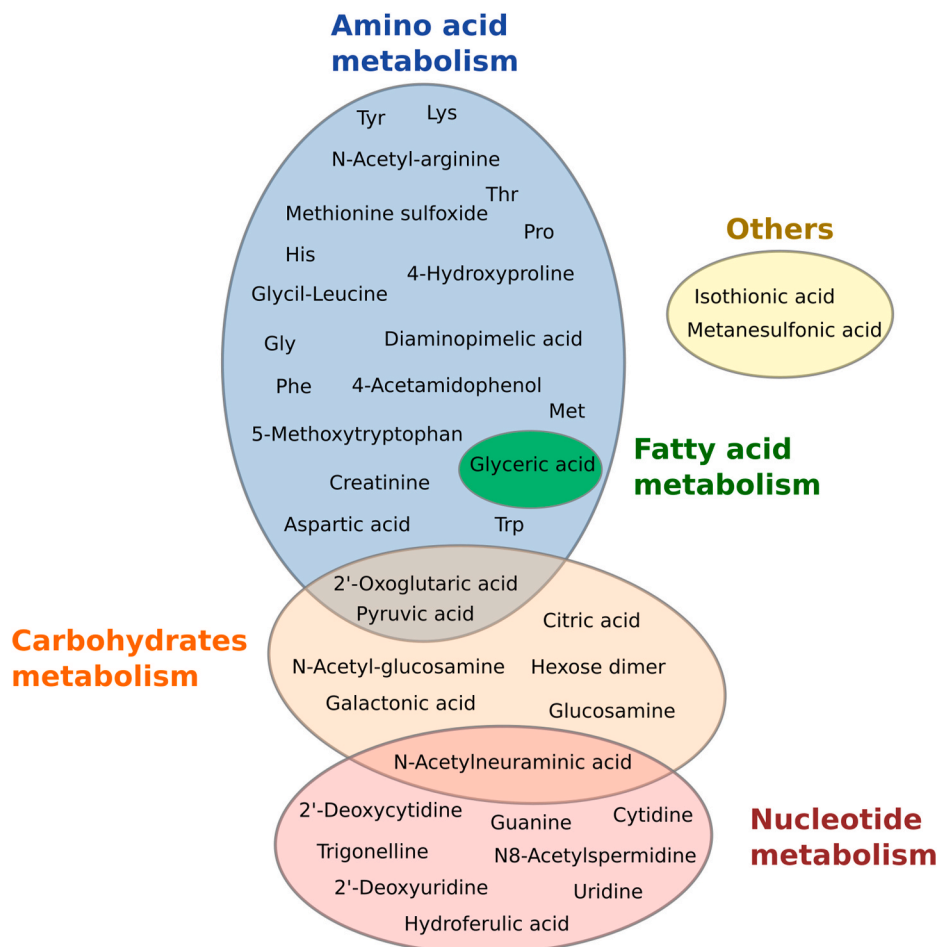 Amino acid
metabolism
Tyr
Lys
N-Acetyl-arginine
Thr
Methionine sulfoxide
Pro
His
4-Hydroxyproline
Glycil-Leucine
Gly
Diaminopimelic acid
Phe
4-Acetamidophenol
Met
5-Methoxytryptophan
Glyceric acid
Creatinine
Aspartic acid
Trp
Others
Isothionic acid
Metanesulfonic acid
Fatty acid
metabolism
2'-Oxoglutaric acid
Pyruvic acid
Citric acid
Carbohydrates
metabolism
N-Acetyl-glucosamine
Hexose dimer
Galactonic acid
Glucosamine
N-Acetylneuraminic acid
2'-Deoxycytidine
Guanine
Cytidine
Trigonelline
N8-Acetylspermidine
2'-Deoxyuridine
Uridine
Hydroferulic acid
Nucleotide
metabolism